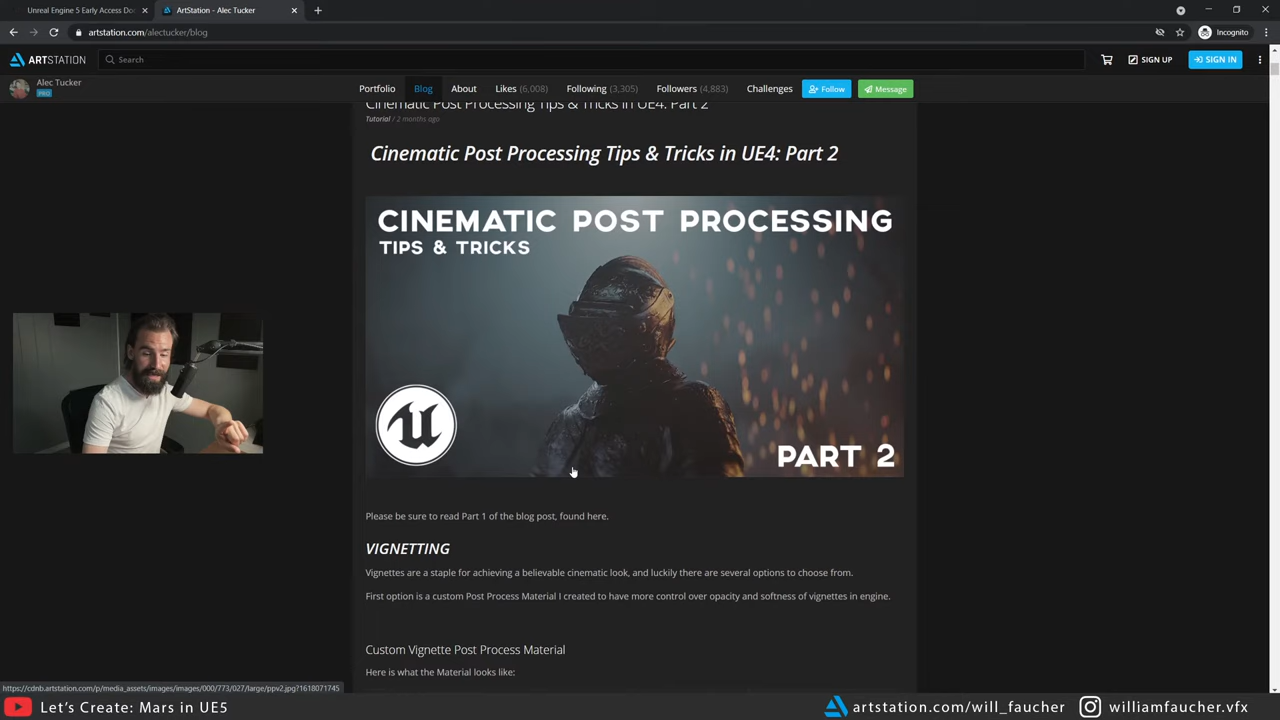 Unreal Engine 5 Early Access Do
ArtStation - Alec Tucker
artstation.com/alectucker/blog
Incognito
ARTSTATION
Search
SIGN UP
SIGN IN
Alec Tucker
PRO
Portfolio
Blog
About
Likes (6,008)
Following (3,305)
Followers (4,883)
Challenges
Follow
Message
Cinematic Post Processing Tips & Tricks in UE4: Part 2
Tutorial / 2 months ago
Cinematic Post Processing Tips & Tricks in UE4: Part 2
CINEMATIC POST PROCESSING
TIPS & TRICKS
PART 2
Please be sure to read Part 1 of the blog post, found here.
VIGNETTING
Vignettes are a staple for achieving a believable cinematic look, and luckily there are several options to choose from.
First option is a custom Post Process Material I created to have more control over opacity and softness of vignettes in engine.
Custom Vignette Post Process Material
Here is what the Material looks like:
https://cdnb.artstation.com/p/media_assets/images/images/000/773/027/large/ppv2.jpg?1618071745
Let's Create: Mars in UE5
artstation.com/will_faucher
williamfaucher.vfx